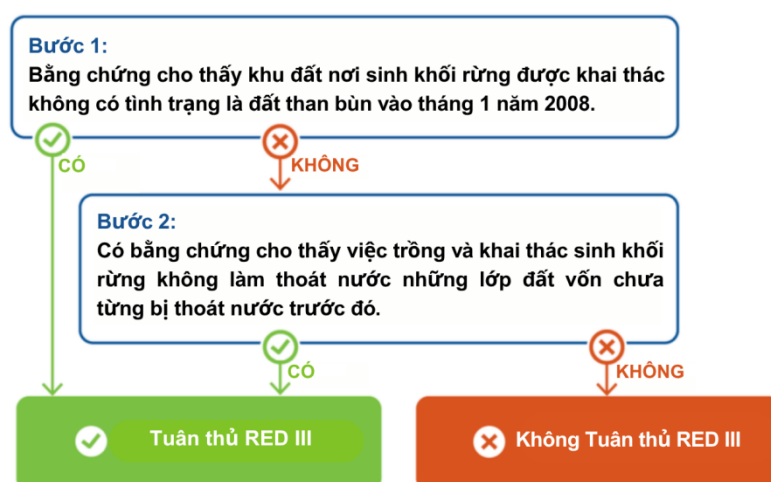 Bước 1:
Bằng chứng cho thấy khu đất nơi sinh khối rừng được khai thác
không có tình trạng là đất than bùn vào tháng 1 năm 2008.
CÓ
KHÔNG
Bước 2:
Có bằng chứng cho thấy việc trồng và khai thác sinh khối
rừng không làm thoát nước những lớp đất vốn chưa
từng bị thoát nước trước đó.
CÓ
KHÔNG
Tuân thủ RED III
Không Tuân thủ RED III